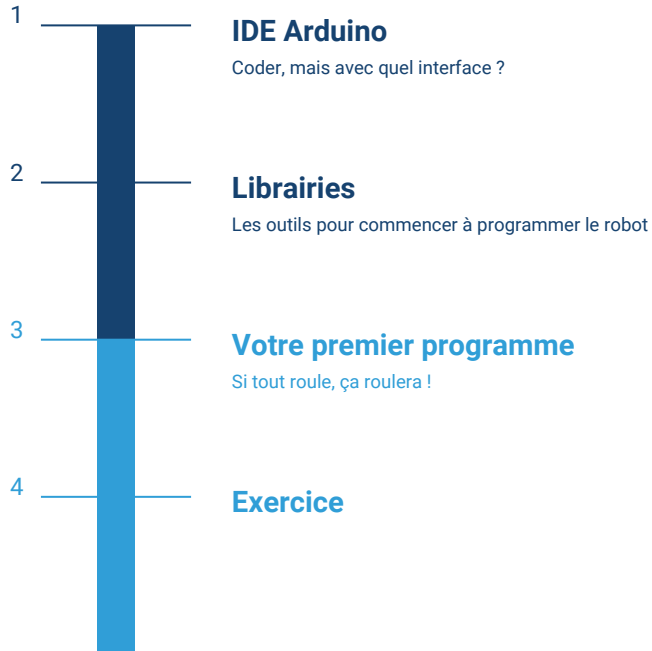 1
IDE Arduino
Coder, mais avec quel interface ?
2
Librairies
Les outils pour commencer à programmer le robot
3
Votre premier programme
Si tout roule, ça roulera !
4
Exercice